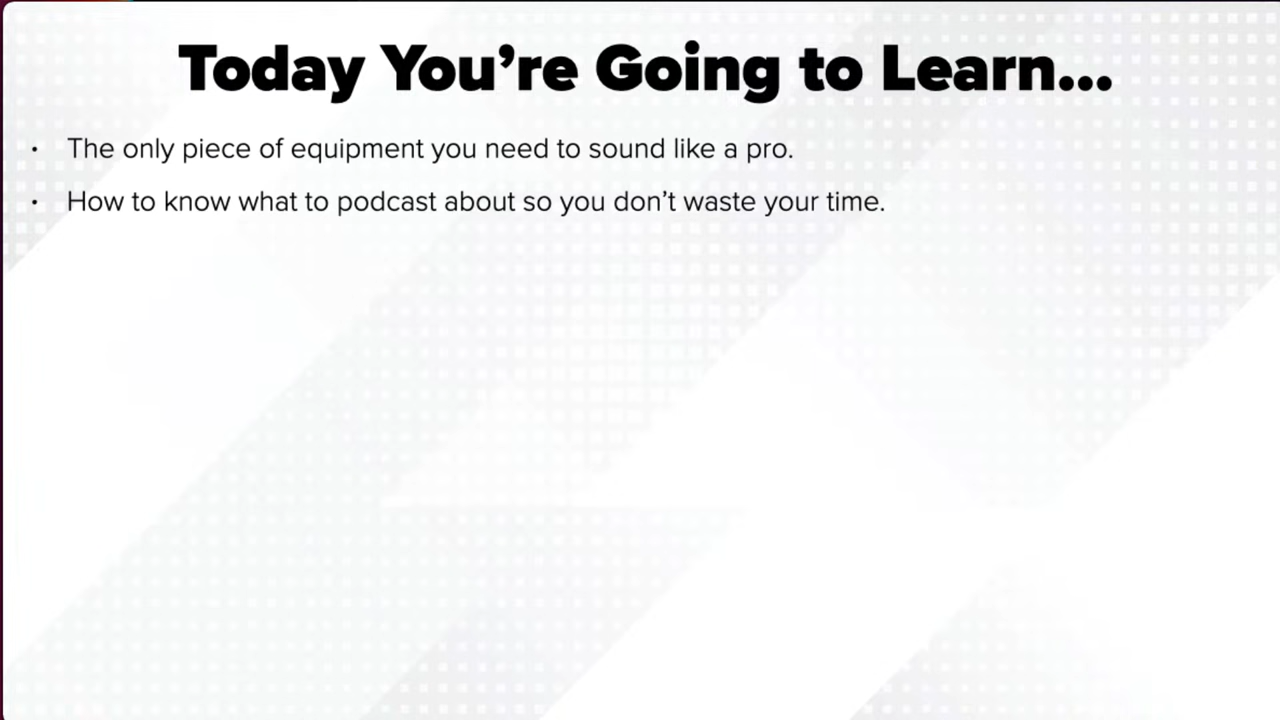 Today You’re Going to Learn...
• The only piece of equipment you need to sound like a pro.
• How to know what to podcast about so you don’t waste your time.